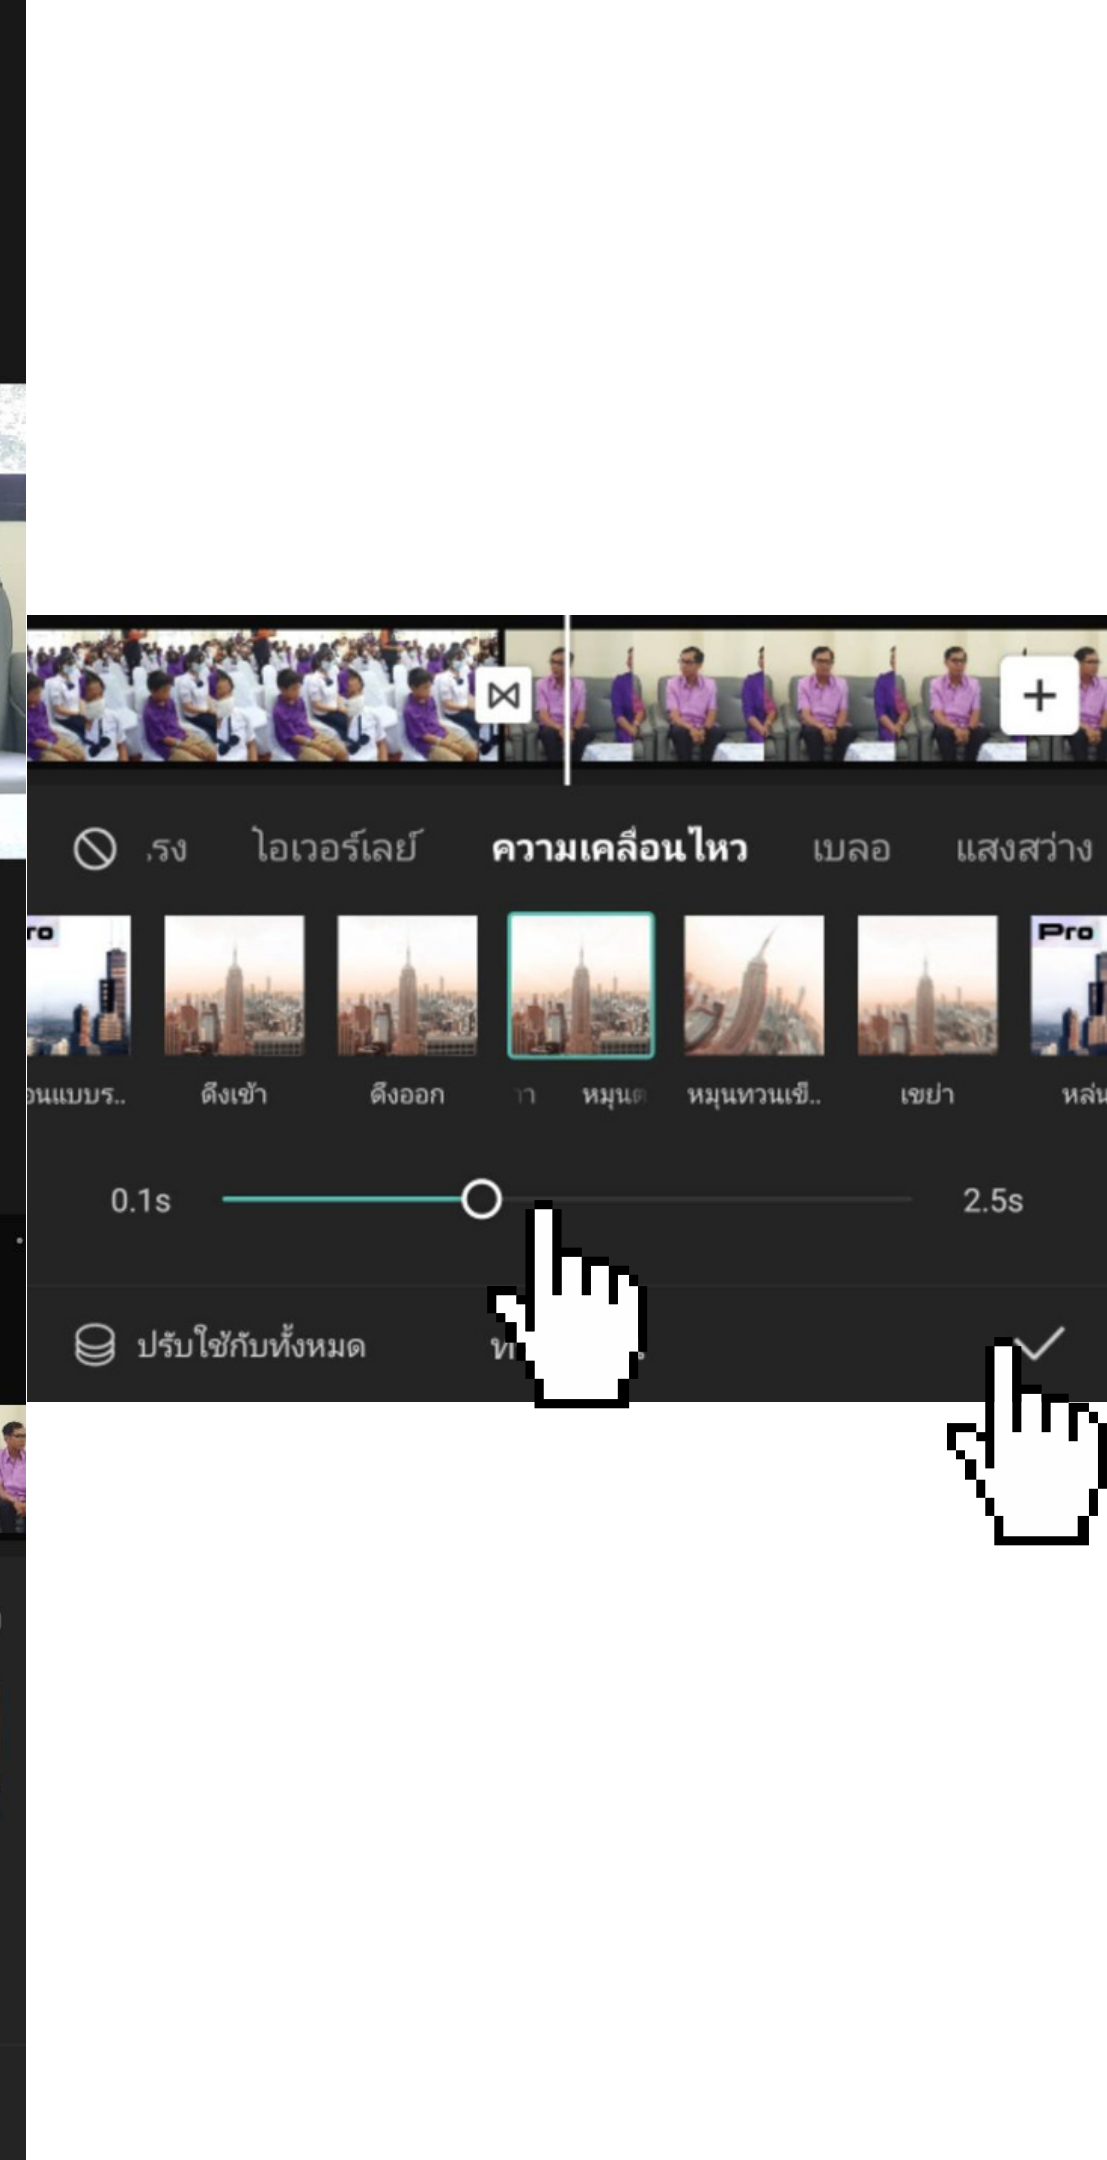 ไอเวอร์เลย์ ความเคลื่อนไหว เบลอ แสงสว่าง
Pro
ดึงเข้า ดึงออก หมุนทวนเข็.. เขย่า
0.1s 2.5s
ปรับใช้กับทั้งหมด